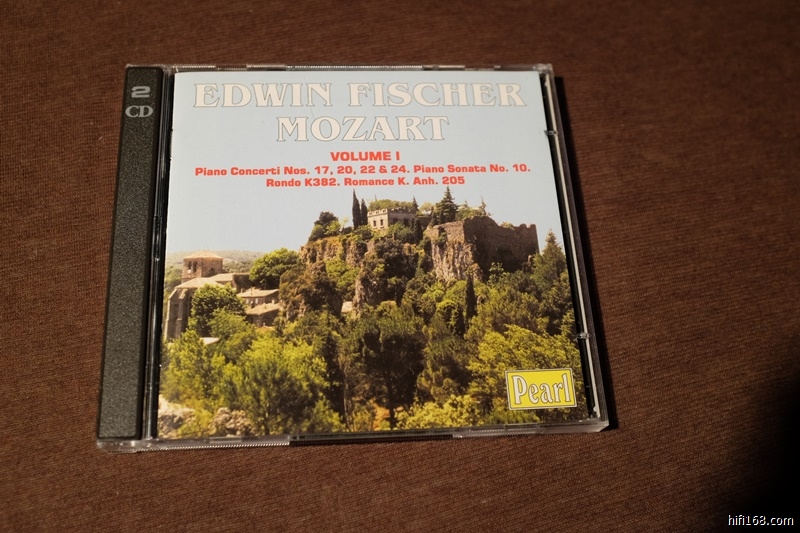 2
CD
EDWIN FISCHER
MOZART
VOLUME I
Piano Concerti Nos. 17, 20, 22 & 24. Piano Sonata No. 10.
Rondo K382. Romance K. Anh. 205
Pearl
hifi168.com